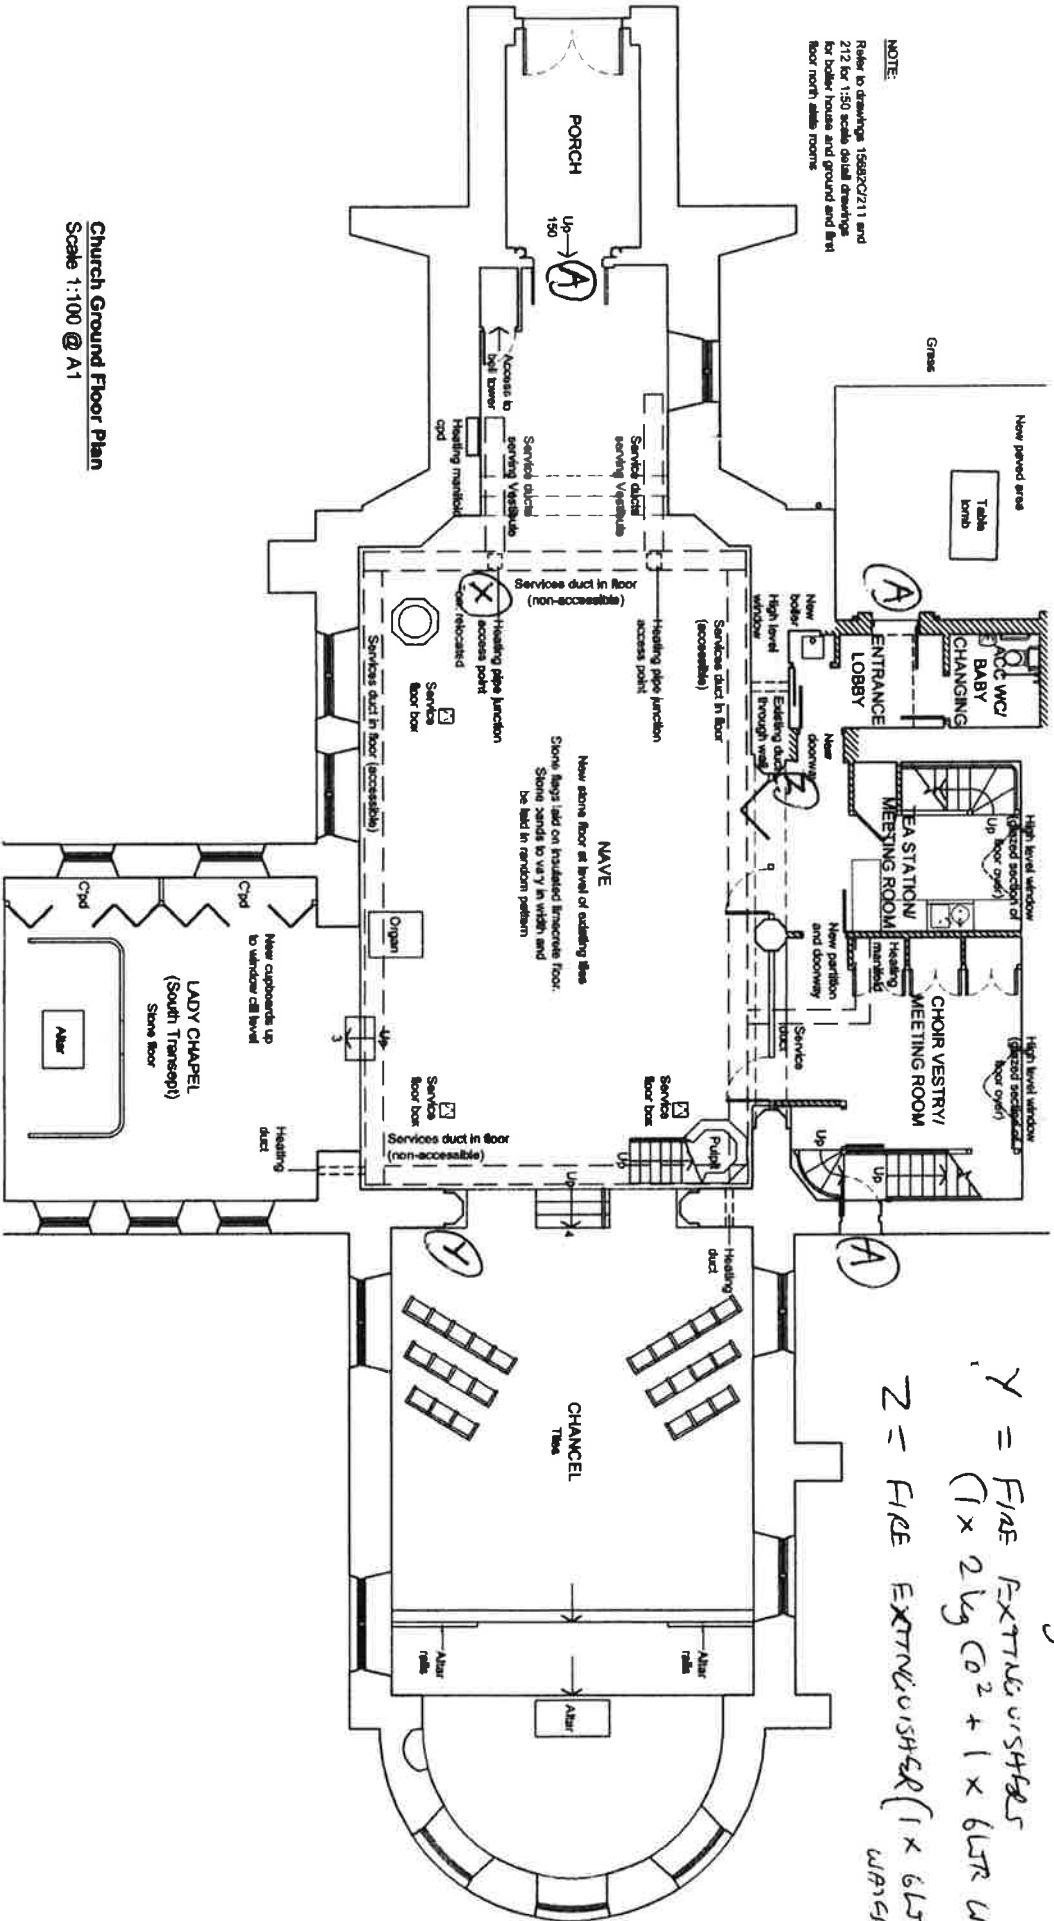 NOTE:
Refer to drawings 15682C/211 and
212 for 1:50 scale detail drawings
for boiler house and ground and first
floor north aisle rooms
Grass
New paved area
Table
tomb
A
ACC WC/
BABY
CHANGING
ENTRANCE
LOBBY
New
boiler
High level
window
Existing duct
through wall
New
doorway
Z
High level window
(glazed section of
floor over)
Up
TEA STATION/
MEETING ROOM
New partition
and doorway
Heating
manifold
High level window
(glazed section of
floor over)
CHOIR VESTRY/
MEETING ROOM
Service
duct
Up
Up
A
PORCH
Up
150
A
Access to
bell tower
Heating manifold
cpd
Service ducts
serving Vestibule
Service ducts
serving Vestibule
Services duct in floor
(non-accessible)
Services duct in floor
(accessible)
Heating pipe junction
access point
Heating pipe junction
access point
X
Font relocated
Service
floor box
Services duct in floor (accessible)
NAVE
New stone floor at level of existing tiles
Stone flags laid on insulated limecrete floor.
Stone bands to vary in width and
be laid in random pattern
Organ
Up
3
Service
floor box
Service
floor box
Services duct in floor
(non-accessible)
Pulpit
Up
Up
4
Heating
duct
Heating
duct
C'pd
C'pd
New cupboards up
to window cill level
LADY CHAPEL
(South Transept)
Stone floor
Altar
Y
CHANCEL
Tiles
Altar
rails
Altar
rails
Altar
Y = FIRE EXTINGUISHERS
(1 x 2kg CO² + 1 x 6LTR
Z = FIRE EXTINGUISHER (1 x 6LT
Church Ground Floor Plan
Scale 1:100 @ A1